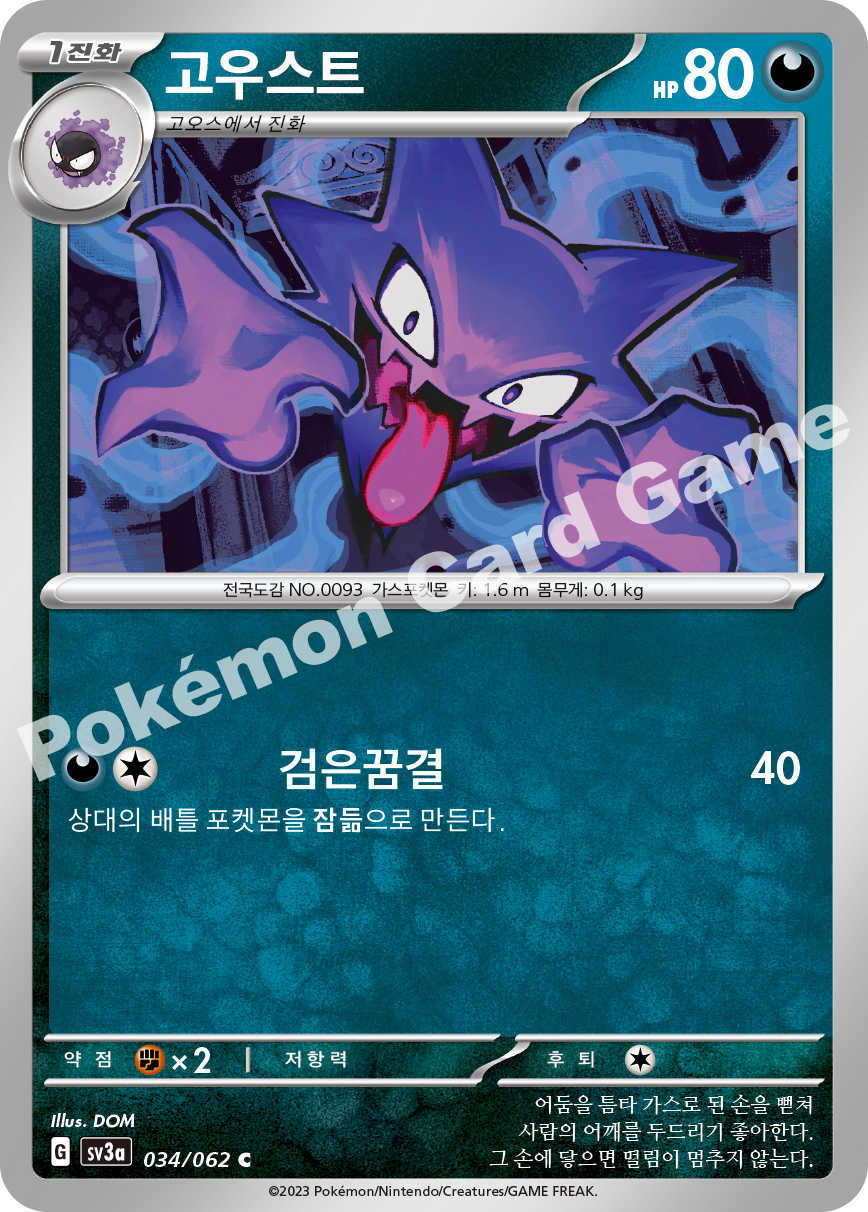 1진화
고우스트
HP 80
고오스에서 진화
전국도감 NO.0093 가스포켓몬 키: 1.6 m 몸무게: 0.1 kg
Pokémon Card Game
검은꿈결 40
상대의 배틀 포켓몬을 잠듦으로 만든다.
약점 ×2 저항력 후퇴
어둠을 틈타 가스로 된 손을 뻗쳐
사람의 어깨를 두드리기 좋아한다.
그 손에 닿으면 떨림이 멈추지 않는다.
Illus. DOM
G sv3a 034/062 C
©2023 Pokémon/Nintendo/Creatures/GAME FREAK.